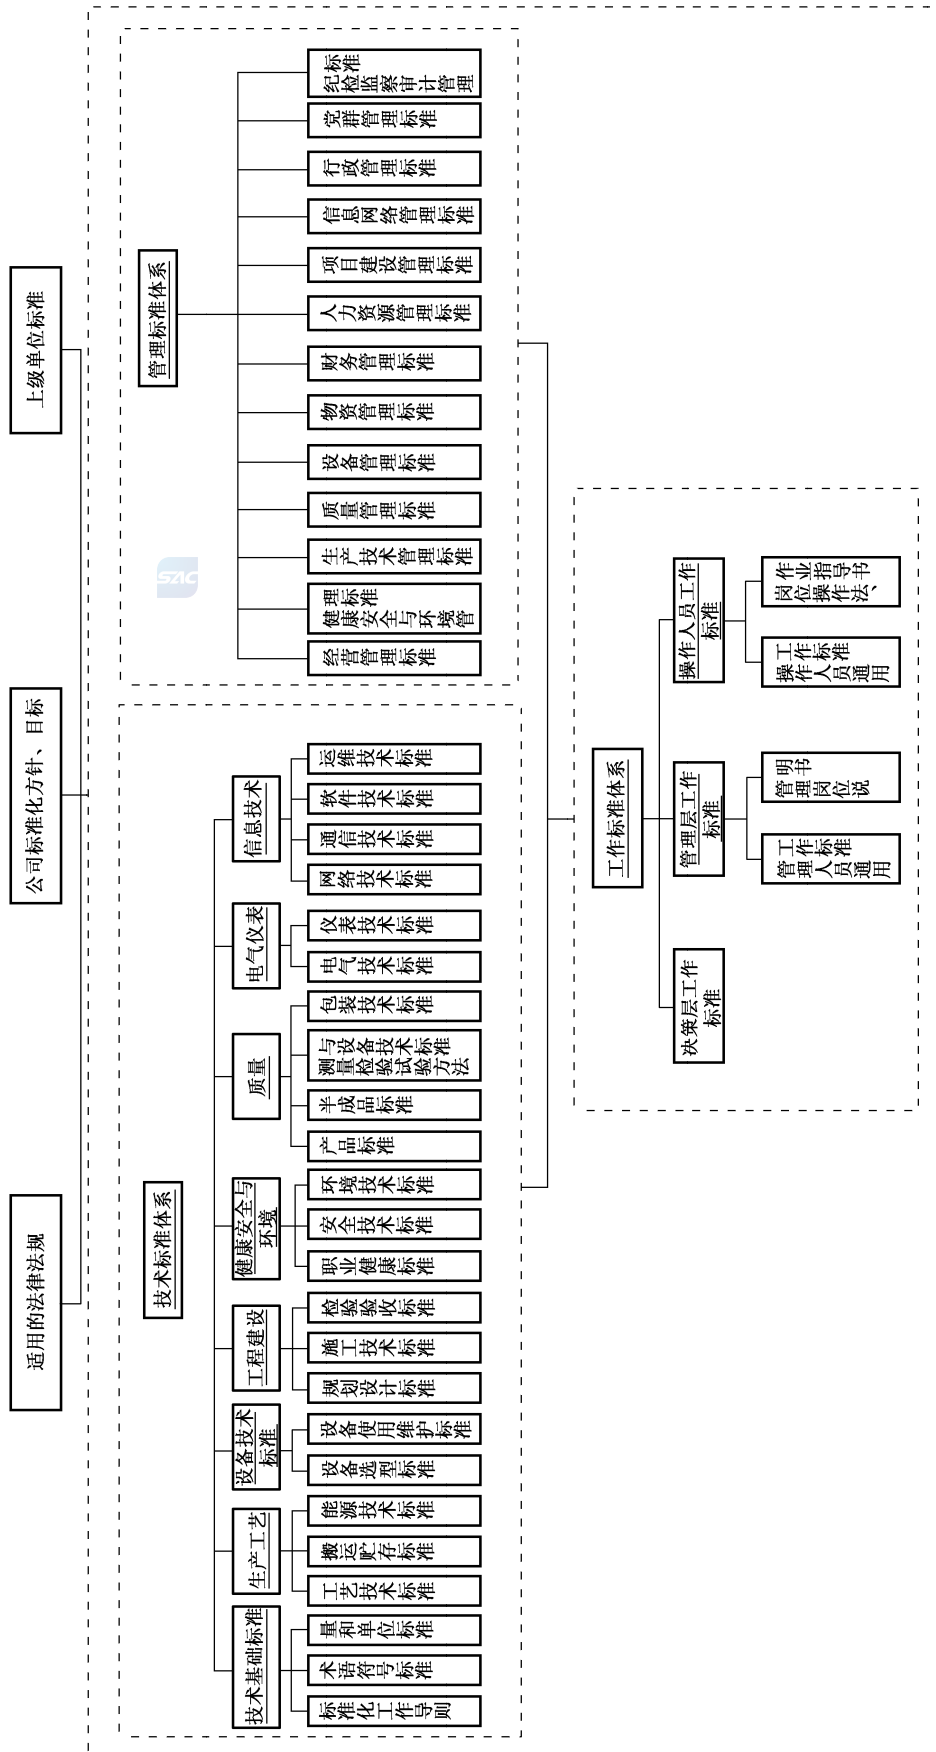 适用的法律法规
公司标准化方针、目标
上级单位标准
技术标准体系
管理标准体系
技术基础标准
生产工艺
设备技术
标准
工程建设
健康安全与
环境
质量
电气仪表
信息技术
标准化工作导则
术语符号标准
量和单位标准
工艺技术标准
搬运贮存标准
能源技术标准
设备选型标准
设备使用维护标准
规划设计标准
施工技术标准
检验验收标准
职业健康标准
安全技术标准
环境技术标准
产品标准
半成品标准
测量检验试验方法
与设备技术标准
包装技术标准
电气技术标准
仪表技术标准
网络技术标准
通信技术标准
软件技术标准
运维技术标准
经营管理标准
健康安全与环境管
理标准
生产技术管理标准
质量管理标准
设备管理标准
物资管理标准
财务管理标准
人力资源管理标准
项目建设管理标准
信息网络管理标准
行政管理标准
党群管理标准
纪检监察审计管理
标准
SAC
工作标准体系
决策层工作
标准
管理层工作
标准
操作人员工作
标准
管理人员通用
工作标准
管理岗位说
明书
操作人员通用
工作标准
岗位操作法、
作业指导书